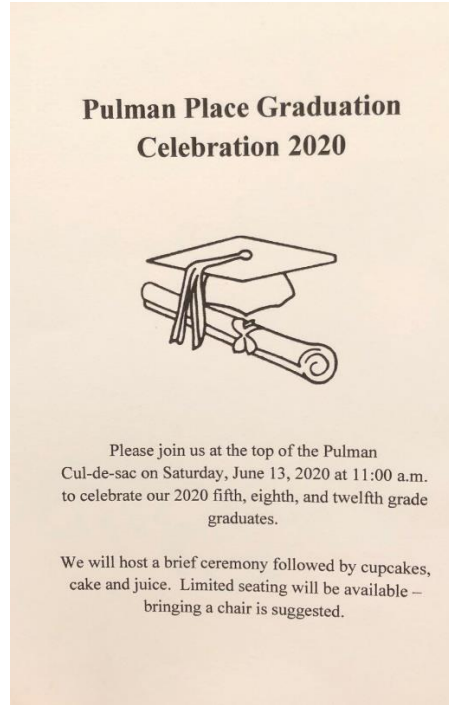 Pulman Place Graduation
Celebration 2020
Please join us at the top of the Pulman
Cul-de-sac on Saturday, June 13, 2020 at 11:00 a.m.
to celebrate our 2020 fifth, eighth, and twelfth grade
graduates.
We will host a brief ceremony followed by cupcakes,
cake and juice.  Limited seating will be available –
bringing a chair is suggested.